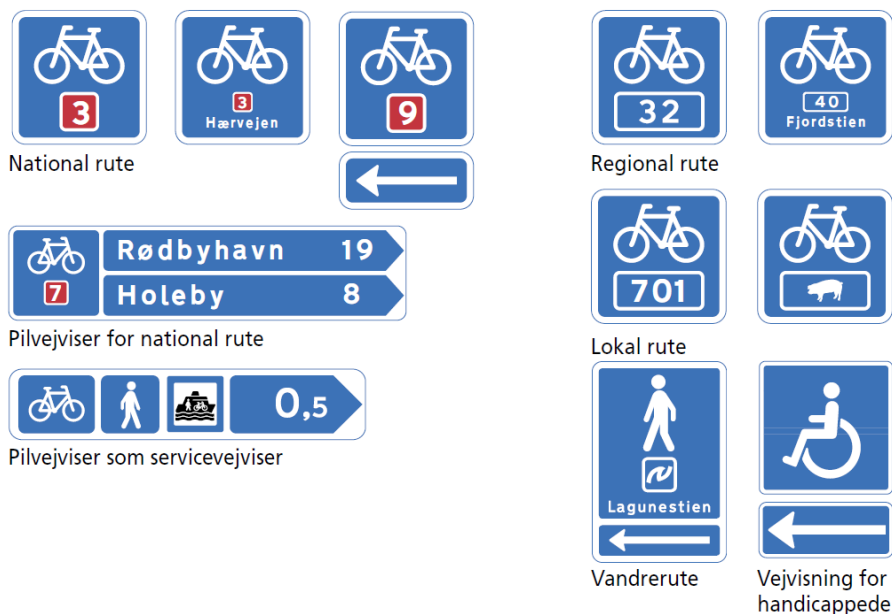 3
3
Hærvejen
9
National rute
Rødbyhavn 19
7
Holeby 8
Pilvejviser for national rute
0,5
Pilvejviser som servicevejviser
32
40
Fjordstien
Regional rute
701
Lokal rute
Lagunestien
Vandrerute
Vejvisning for
handicappede